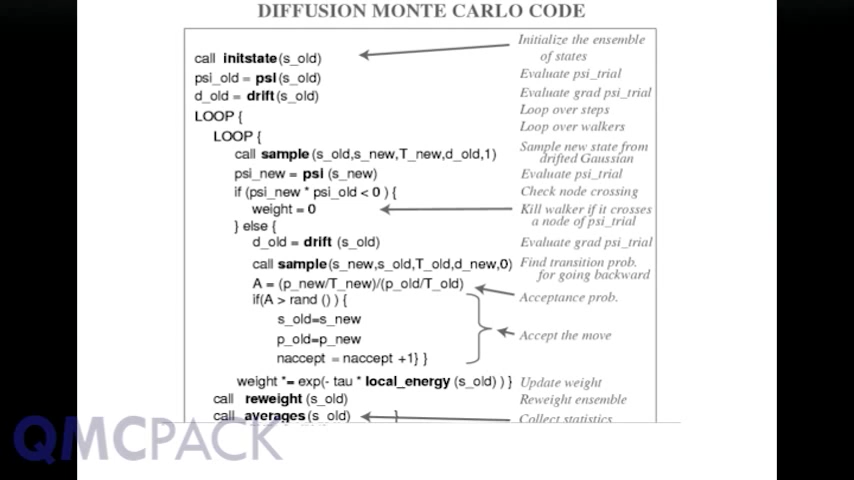 DIFFUSION MONTE CARLO CODE
call initstate (s_old) Initialize the ensemble
of states
psi_old = psi (s_old) Evaluate psi_trial
d_old = drift (s_old) Evaluate grad psi_trial
LOOP { Loop over steps
LOOP { Loop over walkers
call sample (s_old,s_new,T_new,d_old,1) Sample new state from
drifted Gaussian
psi_new = psi (s_new) Evaluate psi_trial
if (psi_new * psi_old < 0 ) { Check node crossing
weight = 0 Kill walker if it crosses
a node of psi_trial
} else {
d_old = drift (s_old) Evaluate grad psi_trial
call sample (s_new,s_old,T_old,d_new,0) Find transition prob.
for going backward
A = (p_new/T_new)/(p_old/T_old)
if(A > rand () ) { Acceptance prob.
s_old=s_new
p_old=p_new Accept the move
naccept = naccept +1} }
weight *= exp(- tau * local_energy (s_old) ) } Update weight
call reweight (s_old) Reweight ensemble
call averages (s_old) } Collect statistics
QMCPACK